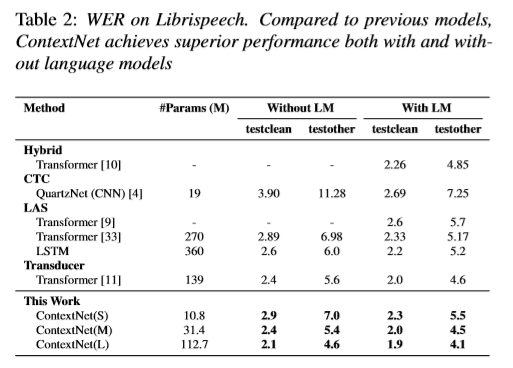 Table 2: WER on Librispeech. Compared to previous models,
ContextNet achieves superior performance both with and with-
out language models
Method #Params (M) Without LM With LM
testclean testother testclean testother
Hybrid
Transformer [10] - - - 2.26 4.85
CTC
QuartzNet (CNN) [4] 19 3.90 11.28 2.69 7.25
LAS
Transformer [9] - - - 2.6 5.7
Transformer [33] 270 2.89 6.98 2.33 5.17
LSTM 360 2.6 6.0 2.2 5.2
Transducer
Transformer [11] 139 2.4 5.6 2.0 4.6
This Work
ContextNet(S) 10.8 2.9 7.0 2.3 5.5
ContextNet(M) 31.4 2.4 5.4 2.0 4.5
ContextNet(L) 112.7 2.1 4.6 1.9 4.1